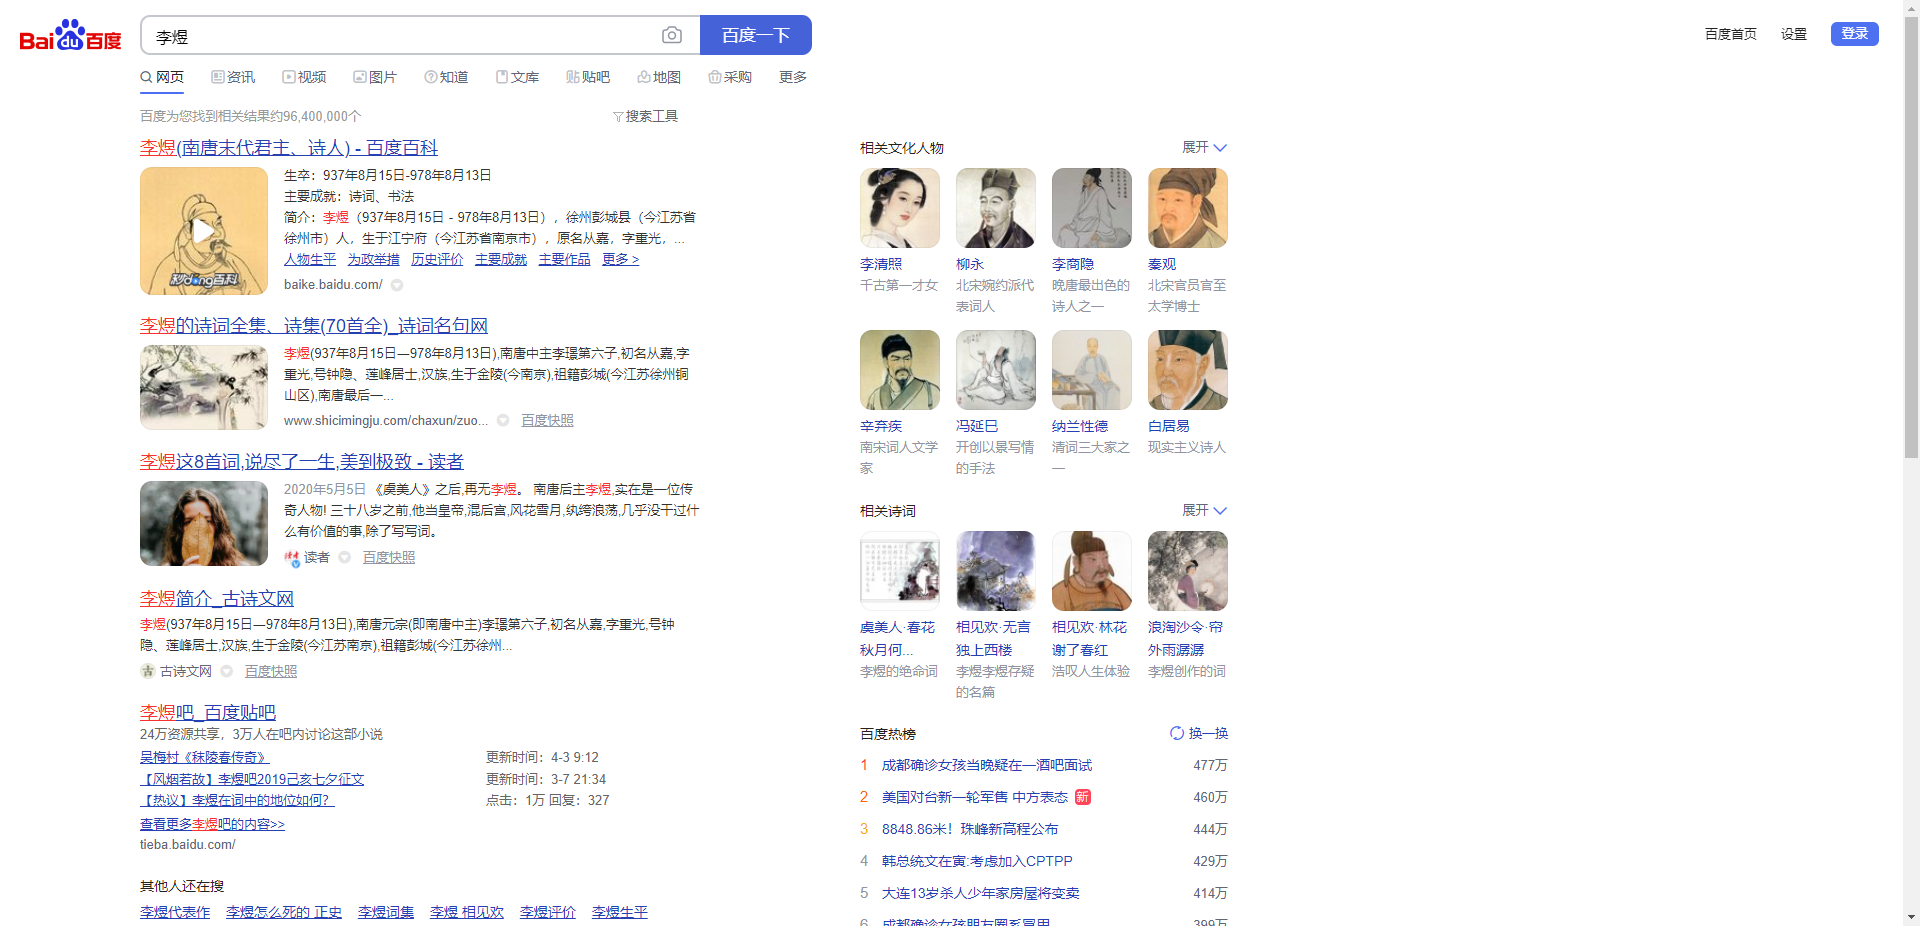 Bai du 百度
李煜
百度一下
百度首页 设置 登录
网页 资讯 视频 图片 知道 文库 贴吧 地图 采购 更多
百度为您找到相关结果约96,400,000个
搜索工具
李煜(南唐末代君主、诗人) - 百度百科
生卒：937年8月15日-978年8月13日
主要成就：诗词、书法
简介：李煜（937年8月15日 - 978年8月13日），徐州彭城县（今江苏省
徐州市）人，生于江宁府（今江苏省南京市），原名从嘉，字重光，...
人物生平 为政举措 历史评价 主要成就 主要作品 更多 >
秒dong百科
baike.baidu.com/
李煜的诗词全集、诗集(70首全)_诗词名句网
李煜(937年8月15日—978年8月13日),南唐中主李璟第六子,初名从嘉,字
重光,号钟隐、莲峰居士,汉族,生于金陵(今南京),祖籍彭城(今江苏徐州铜
山区),南唐最后一...
www.shicimingju.com/chaxun/zuo... 百度快照
李煜这8首词,说尽了一生,美到极致 - 读者
2020年5月5日 《虞美人》之后,再无李煜。 南唐后主李煜,实在是一位传
奇人物! 三十八岁之前,他当皇帝,混后宫,风花雪月,纨绔浪荡,几乎没干过什
么有价值的事,除了写写词。
读者 百度快照
李煜简介_古诗文网
李煜(937年8月15日—978年8月13日),南唐元宗(即南唐中主)李璟第六子,初名从嘉,字重光,号钟
隐、莲峰居士,汉族,生于金陵(今江苏南京),祖籍彭城(今江苏徐州...
古诗文网 百度快照
李煜吧_百度贴吧
24万资源共享，3万人在吧内讨论这部小说
吴梅村《秣陵春传奇》 更新时间：4-3 9:12
【风烟若故】李煜吧2019己亥七夕征文 更新时间：3-7 21:34
【热议】李煜在词中的地位如何？ 点击：1万 回复：327
查看更多李煜吧的内容>>
tieba.baidu.com/
其他人还在搜
李煜代表作 李煜怎么死的 正史 李煜词集 李煜 相见欢 李煜评价 李煜生平
相关文化人物 展开
李清照 柳永 李商隐 秦观
千古第一才女 北宋婉约派代 晚唐最出色的 北宋官员官至
表词人 诗人之一 太学博士
辛弃疾 冯延巳 纳兰性德 白居易
南宋词人文学 开创以景写情 清词三大家之 现实主义诗人
家 的手法 一
相关诗词 展开
虞美人·春花 相见欢·无言 相见欢·林花 浪淘沙令·帘
秋月何... 独上西楼 谢了春红 外雨潺潺
李煜的绝命词 李煜李煜存疑 浩叹人生体验 李煜创作的词
的名篇
百度热榜 换一换
1 成都确诊女孩当晚疑在一酒吧面试 477万
2 美国对台新一轮军售 中方表态 新 460万
3 8848.86米！珠峰新高程公布 444万
4 韩总统文在寅:考虑加入CPTPP 429万
5 大连13岁杀人少年家房屋将变卖 414万
6 成都确诊女孩朋友圈系冒用 399万